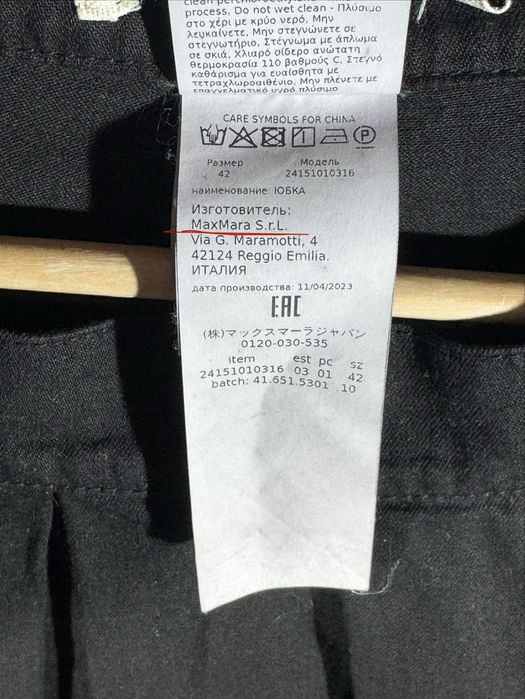 process. Do not wet clean - Πλύσιμο
στο χέρι με κρύο νερό, Μην
λευκαίνετε, Μην στεγνώνετε σε
στεγνωτήριο, Στέγνωμα με άπλωμα
σε σκιά, Χλιαρό σίδερο ανώτατη
θερμοκρασία 110 βαθμούς C, Στεγνό
καθάρισμα για ευαίσθητα με
τετραχλωροαιθένιο, Μην πλένετε με
επαγγελματικό υγρό πλύσιμο
CARE SYMBOLS FOR CHINA
P
Размер Модель
42 24151010316
наименование: ЮБКА
Изготовитель:
MaxMara S.r.L.
Via G. Maramotti, 4
42124 Reggio Emilia.
ИТАЛИЯ
дата производства: 11/04/2023
EAC
(株)マックスマーラジャパン
0120-030-535
item est pc sz
24151010316 03 01 42
batch: 41.651.5301 10